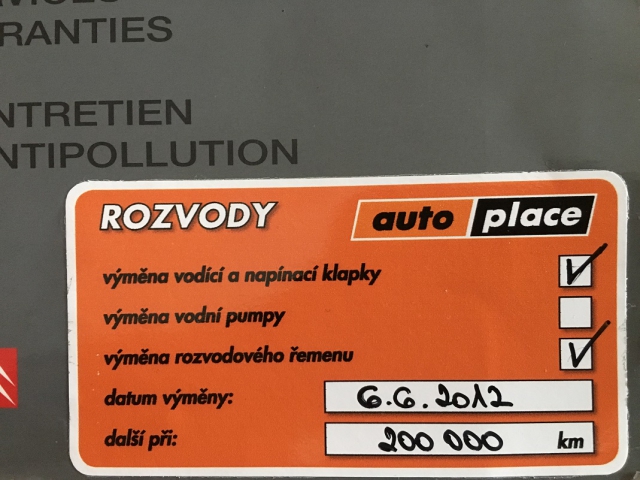 RANTIES
NTRETIEN
NTIPOLLUTION
ROZVODY
auto place
výměna vodící a napínací klapky
výměna vodní pumpy
výměna rozvodového řemenu
datum výměny: 6.6.2012
další při: 200 000 km